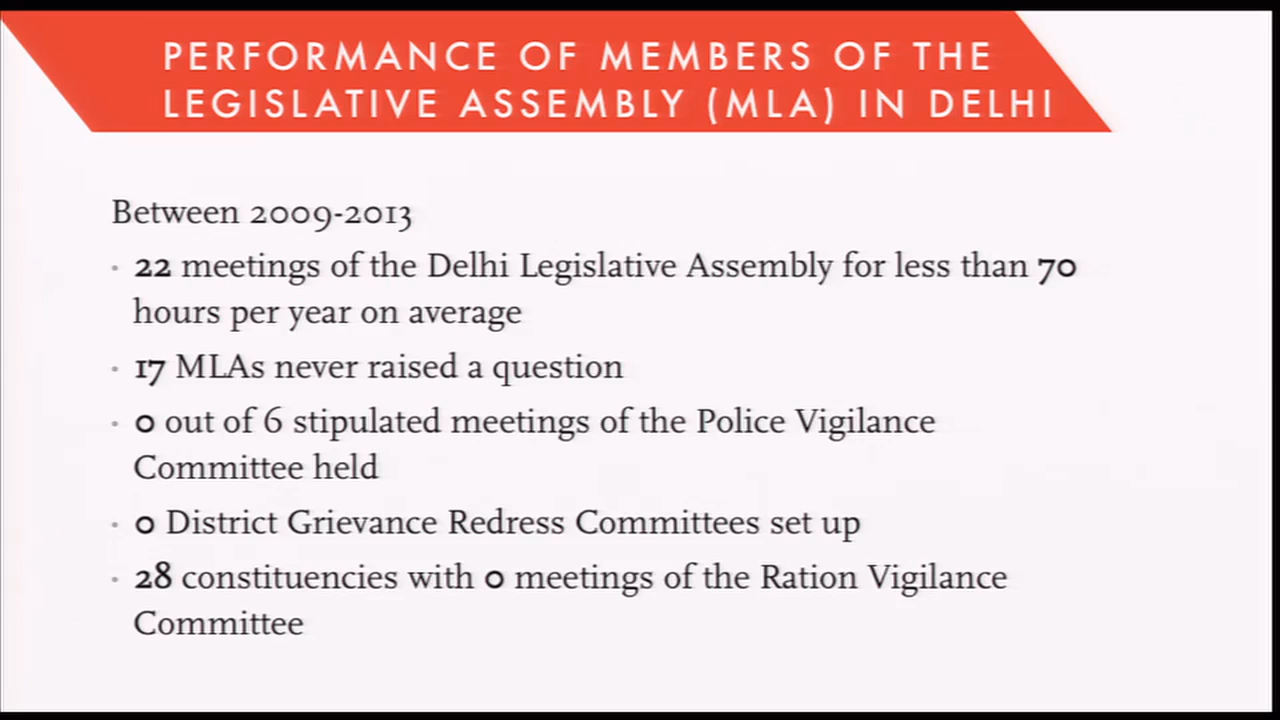 PERFORMANCE OF MEMBERS OF THE
LEGISLATIVE ASSEMBLY (MLA) IN DELHI
Between 2009-2013
• 22 meetings of the Delhi Legislative Assembly for less than 70
hours per year on average
• 17 MLAs never raised a question
• 0 out of 6 stipulated meetings of the Police Vigilance
Committee held
• 0 District Grievance Redress Committees set up
• 28 constituencies with 0 meetings of the Ration Vigilance
Committee